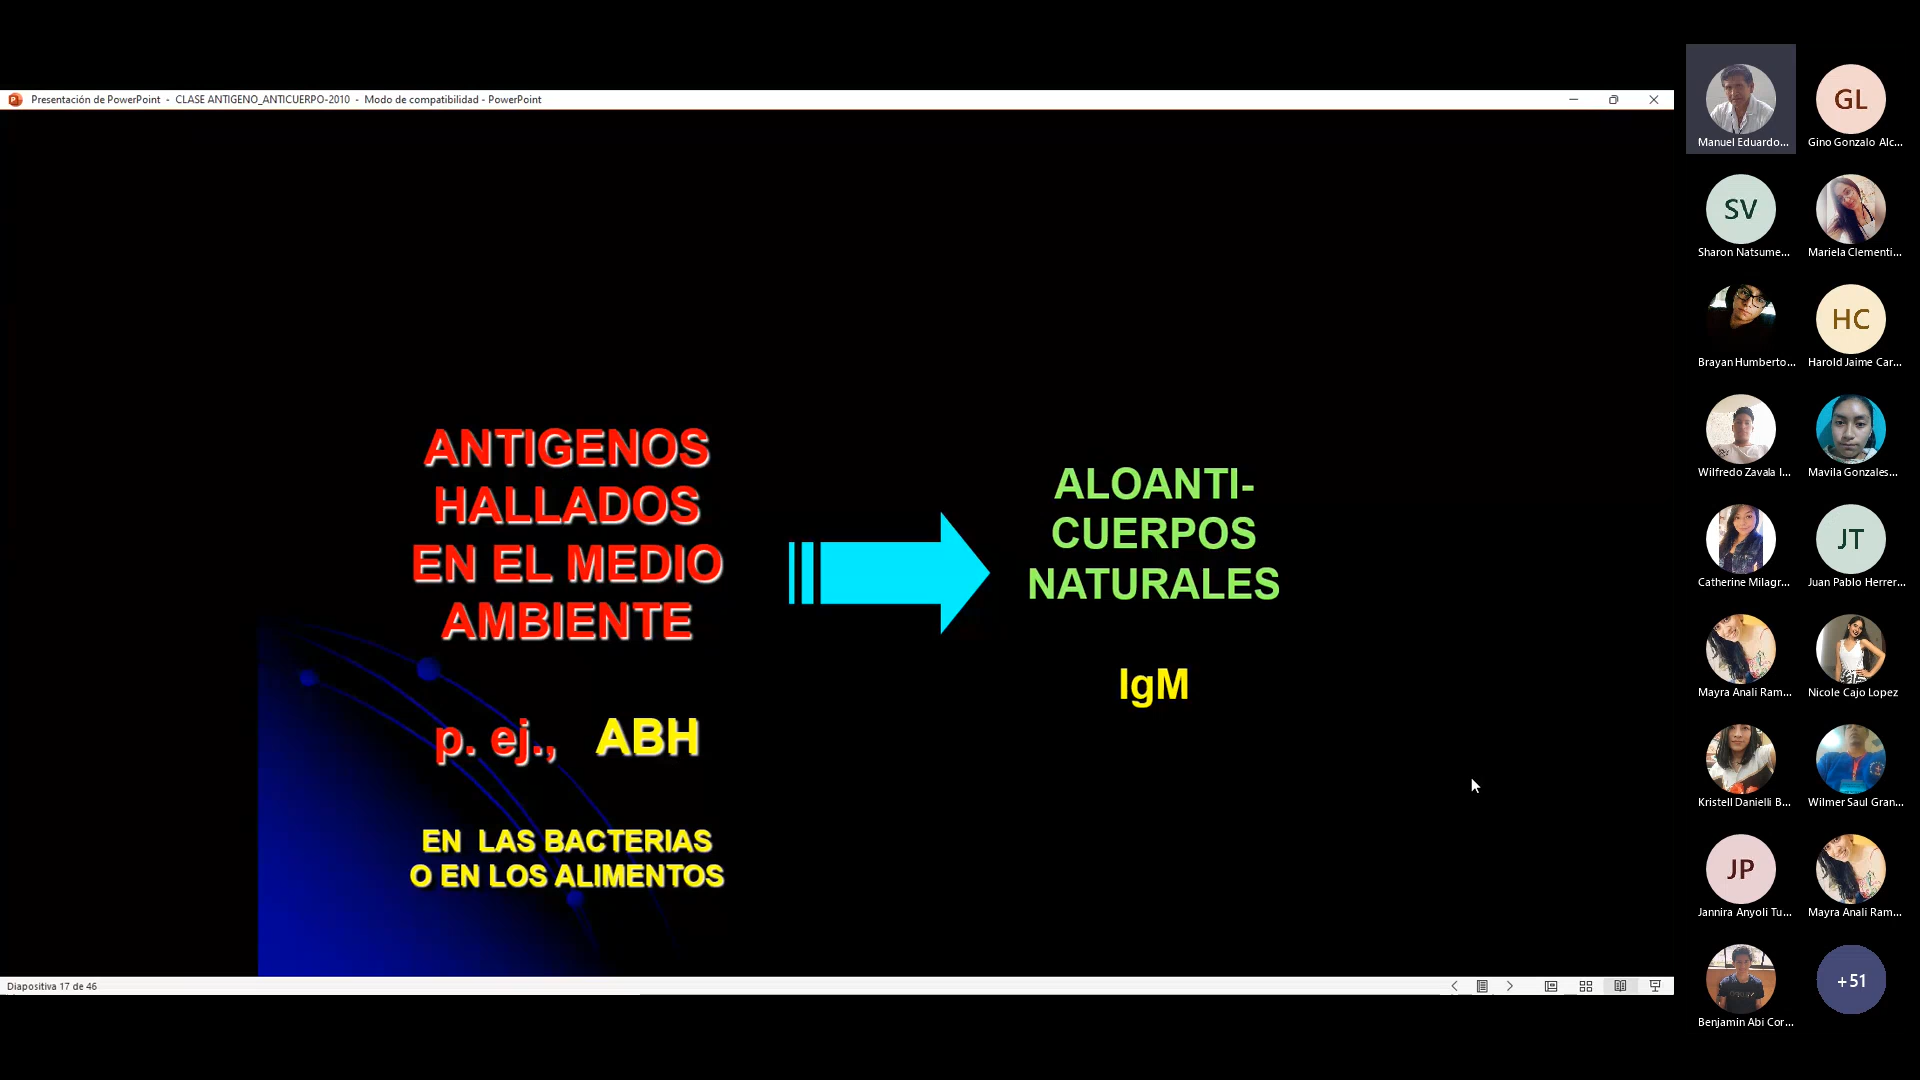 Presentación de PowerPoint - CLASE ANTIGENO_ANTICUERPO-2010 - Modo de compatibilidad - PowerPoint
ANTIGENOS
HALLADOS
EN EL MEDIO
AMBIENTE
p. ej., ABH
EN LAS BACTERIAS
O EN LOS ALIMENTOS
ALOANTI-
CUERPOS
NATURALES
IgM
Diapositiva 17 de 46
Manuel Eduardo...
GL
Gino Gonzalo Alc...
SV
Sharon Natsume...
Mariela Clementi...
Brayan Humberto...
HC
Harold Jaime Car...
Wilfredo Zavala I...
Mavila Gonzales...
Catherine Milagr...
JT
Juan Pablo Herrer...
Mayra Anali Ram...
Nicole Cajo Lopez
Kristell Danielli B...
Wilmer Saul Gran...
JP
Jannira Anyoli Tu...
Mayra Anali Ram...
Benjamin Abi Cor...
+51